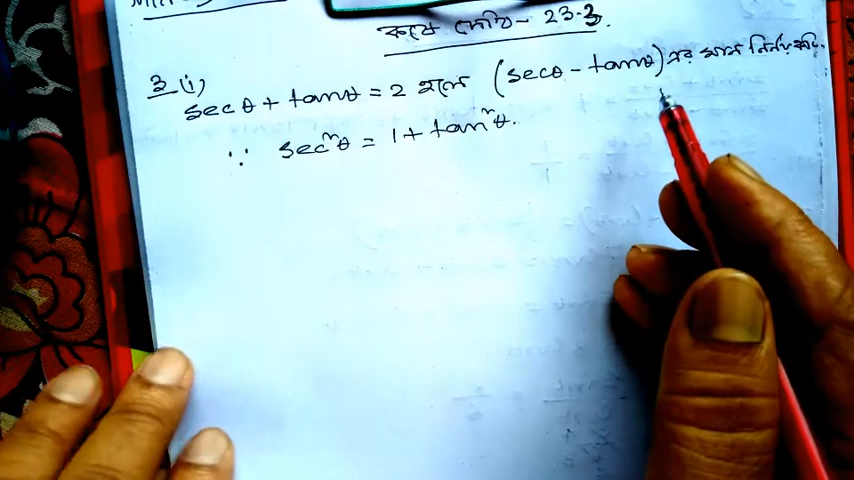 কষে দেখি- 23.3.
3(i)
secθ + tanθ = 2 হলে (secθ - tanθ) এর মান নির্ণয় করি.
∵ sec²θ = 1 + tan²θ.